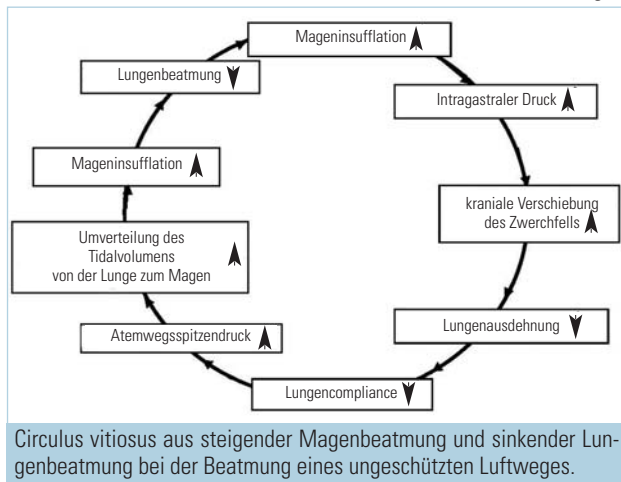 Mageninsufflation
Lungenbeatmung
Intragastraler Druck
Mageninsufflation
kraniale Verschiebung
des Zwerchfells
Umverteilung des
Tidalvolumens
von der Lunge zum Magen
Lungenausdehnung
Atemwegsspitzendruck
Lungencompliance
Circulus vitiosus aus steigender Magenbeatmung und sinkender Lun-
genbeatmung bei der Beatmung eines ungeschützten Luftweges.